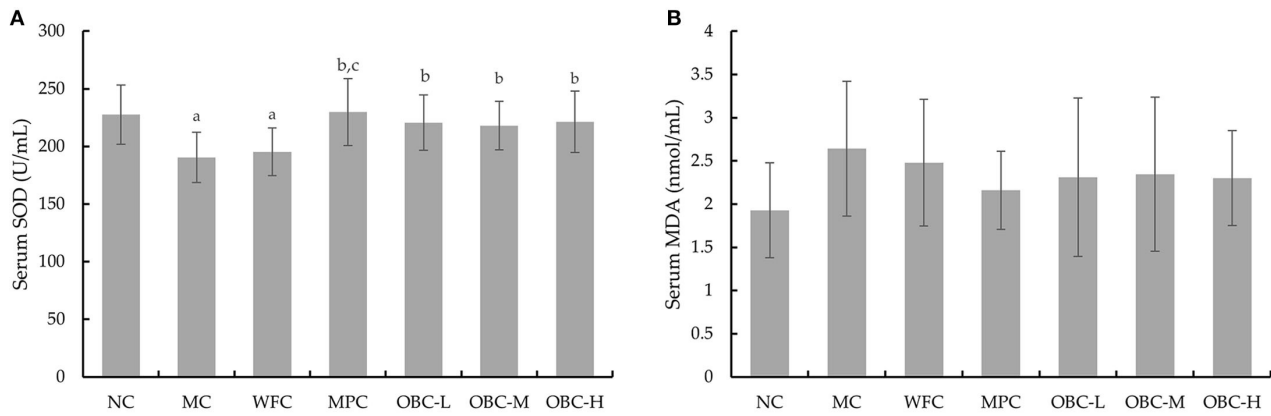 A
Serum SOD (U/mL)
300
250
200
150
100
50
0
a
a
b,c
b
b
b
NC MC WFC MPC OBC-L OBC-M OBC-H
B
Serum MDA (nmol/mL)
4
3.5
3
2.5
2
1.5
1
0.5
0
NC MC WFC MPC OBC-L OBC-M OBC-H